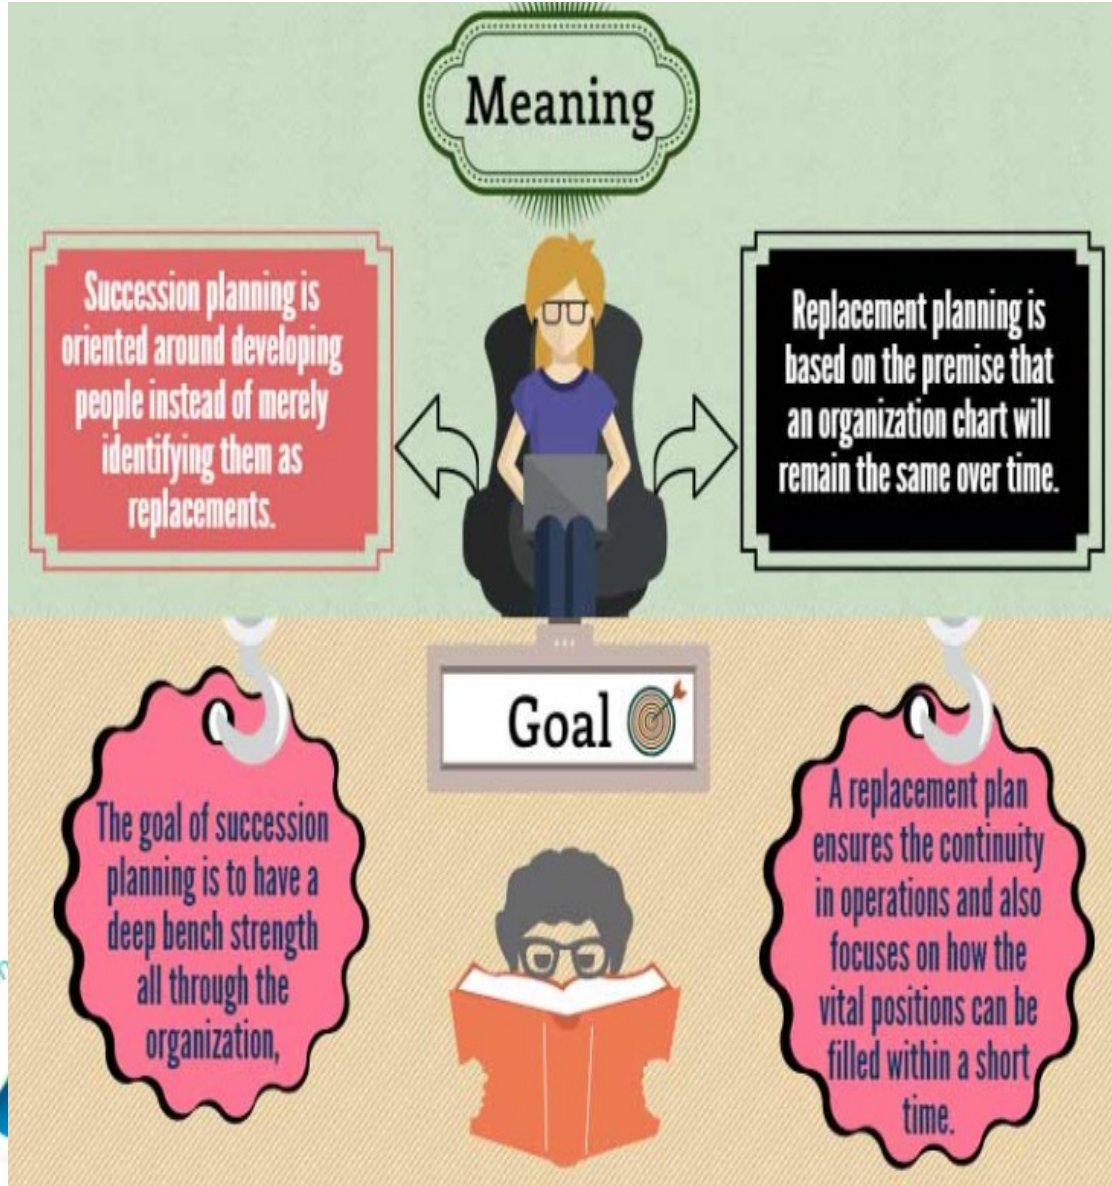 Meaning
Succession planning is
oriented around developing
people instead of merely
identifying them as
replacements.
Replacement planning is
based on the premise that
an organization chart will
remain the same over time.
Goal
The goal of succession
planning is to have a
deep bench strength
all through the
organization,
A replacement plan
ensures the continuity
in operations and also
focuses on how the
vital positions can be
filled within a short
time.